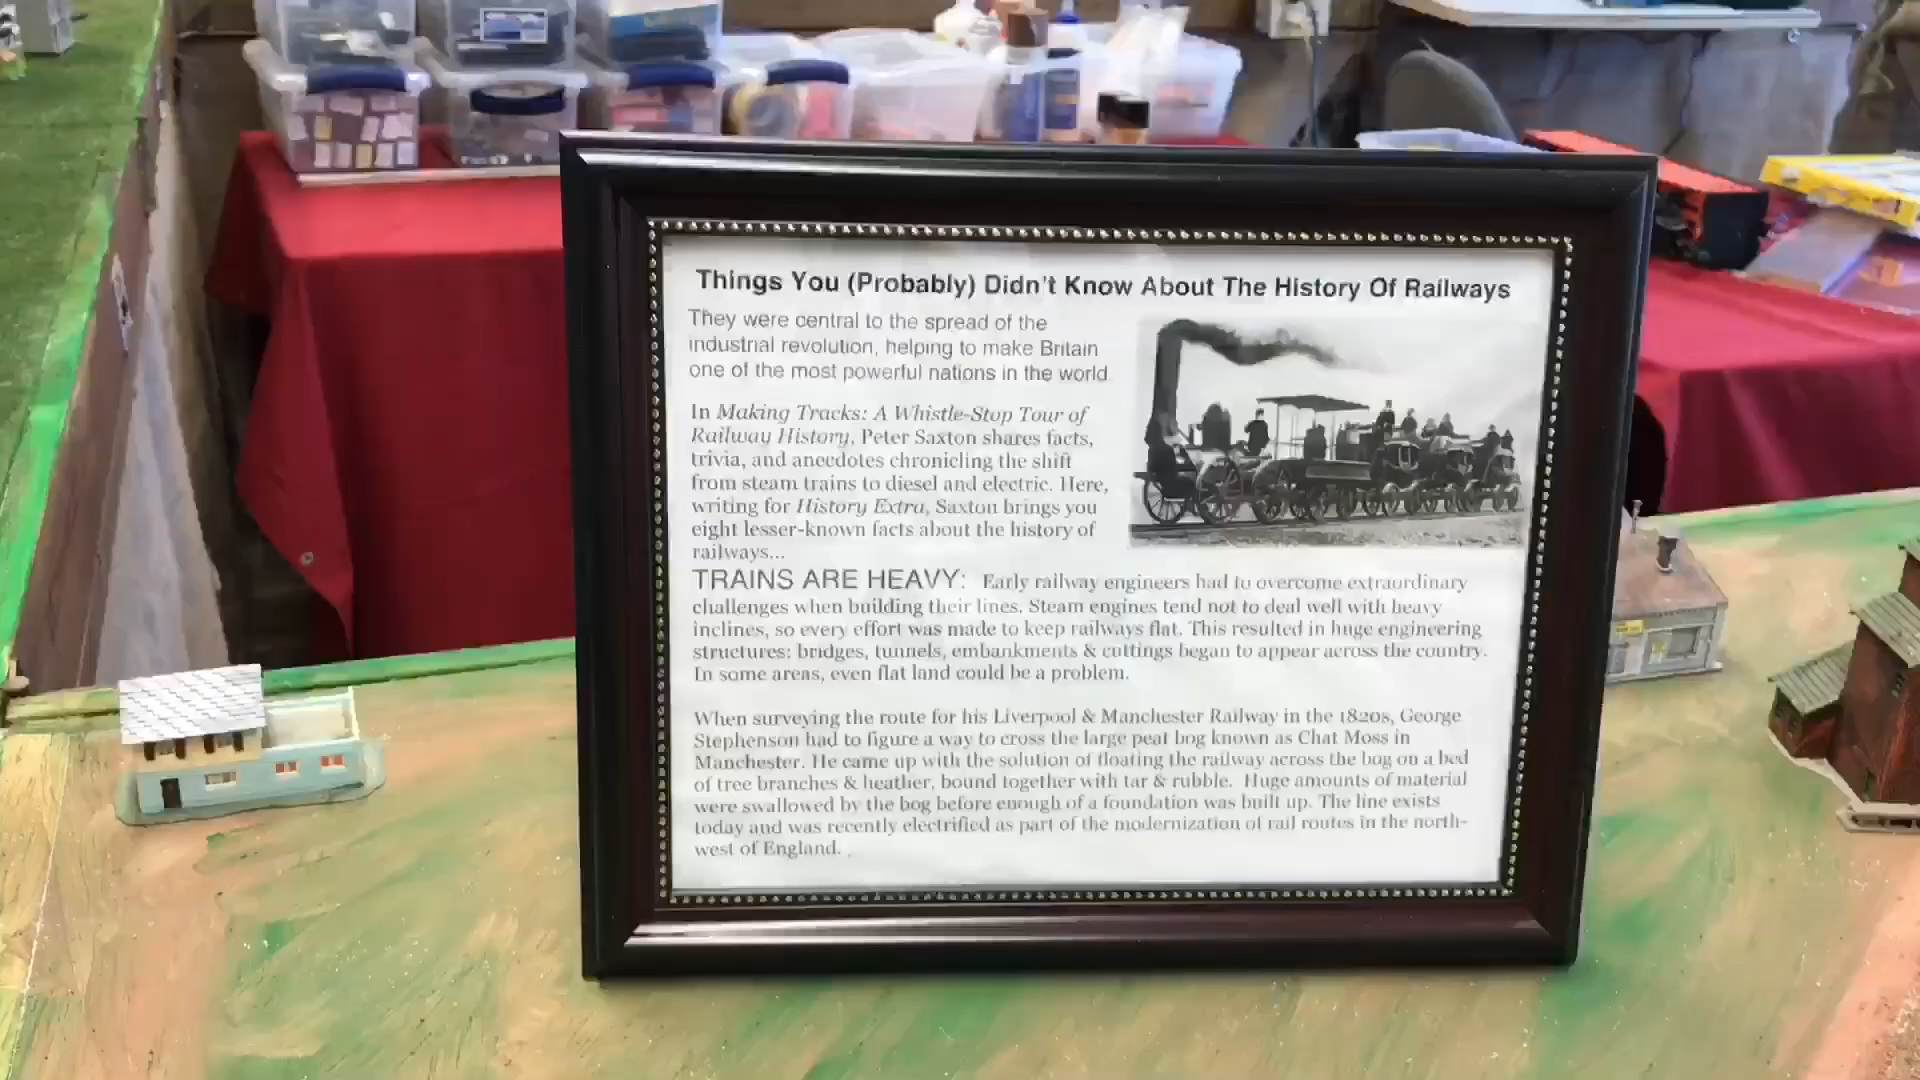 Things You (Probably) Didn't Know About The History Of Railways
They were central to the spread of the
industrial revolution, helping to make Britain
one of the most powerful nations in the world
In Making Tracks: A Whistle-Stop Tour of
Railway History, Peter Saxton shares facts,
trivia, and anecdotes chronicling the shift
from steam trains to diesel and electric. Here,
writing for History Extra, Saxton brings you
eight lesser-known facts about the history of
railways...
TRAINS ARE HEAVY: Early railway engineers had to overcome extraordinary
challenges when building their lines. Steam engines tend not to deal well with heavy
inclines, so every effort was made to keep railways flat. This resulted in huge engineering
structures: bridges, tunnels, embankments & cuttings began to appear across the country.
In some areas, even flat land could be a problem.
When surveying the route for his Liverpool & Manchester Railway in the 1820s, George
Stephenson had to figure a way to cross the large peat bog known as Chat Moss in
Manchester. He came up with the solution of floating the railway across the bog on a bed
of tree branches & heather, bound together with tar & rubble. Huge amounts of material
were swallowed by the bog before enough of a foundation was built up. The line exists
today and was recently electrified as part of the modernization of rail routes in the north-
west of England.